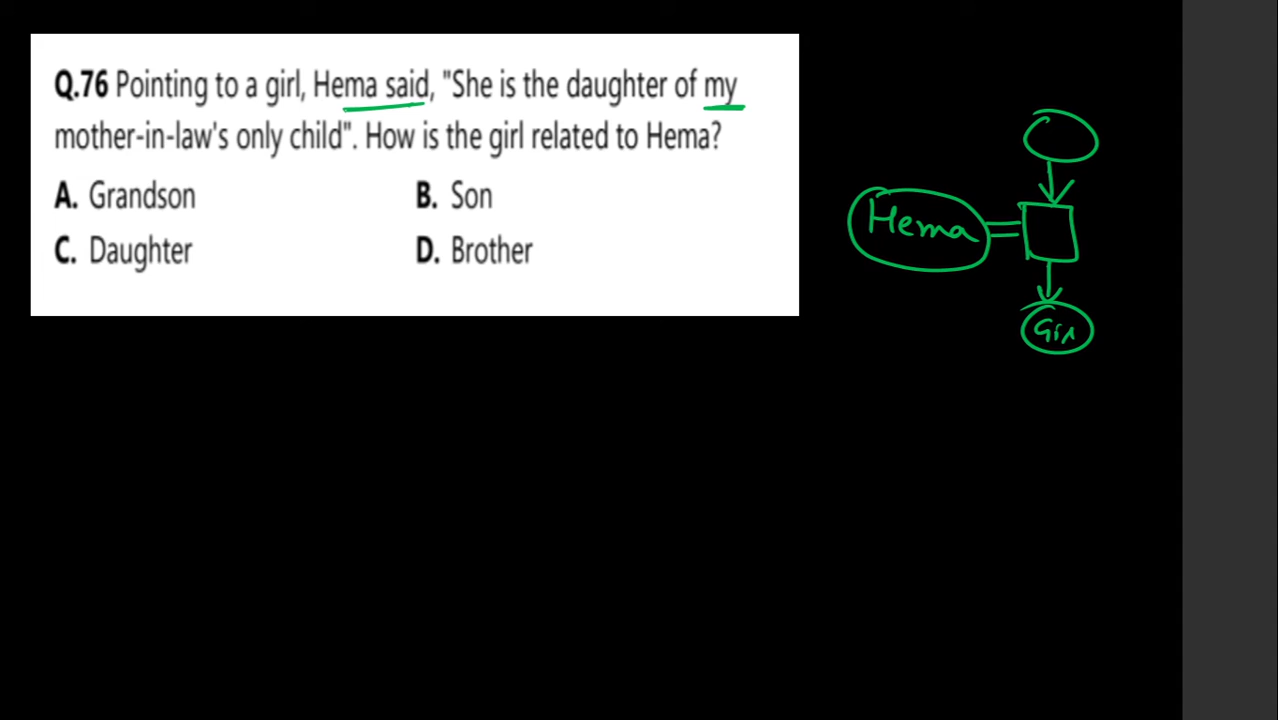 Q.76 Pointing to a girl, Hema said, "She is the daughter of my
mother-in-law's only child". How is the girl related to Hema?
A. Grandson B. Son
C. Daughter D. Brother
Hema